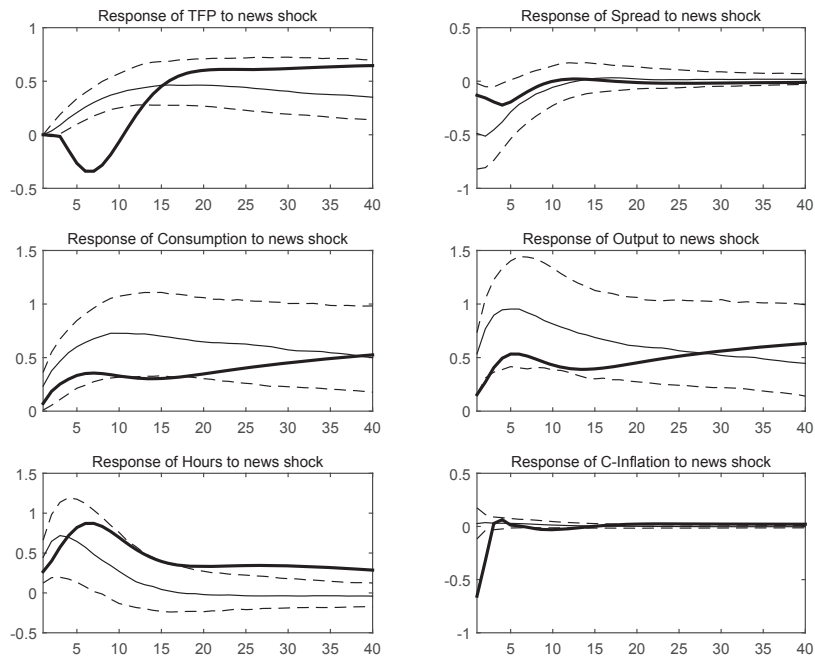 Response of TFP to news shock
1
0.5
0
-0.5
5 10 15 20 25 30 35 40
Response of Spread to news shock
0.5
0
-0.5
-1
5 10 15 20 25 30 35 40
Response of Consumption to news shock
1.5
1
0.5
0
5 10 15 20 25 30 35 40
Response of Output to news shock
1.5
1
0.5
0
5 10 15 20 25 30 35 40
Response of Hours to news shock
1.5
1
0.5
0
-0.5
5 10 15 20 25 30 35 40
Response of C-Inflation to news shock
0.5
0
-0.5
-1
5 10 15 20 25 30 35 40